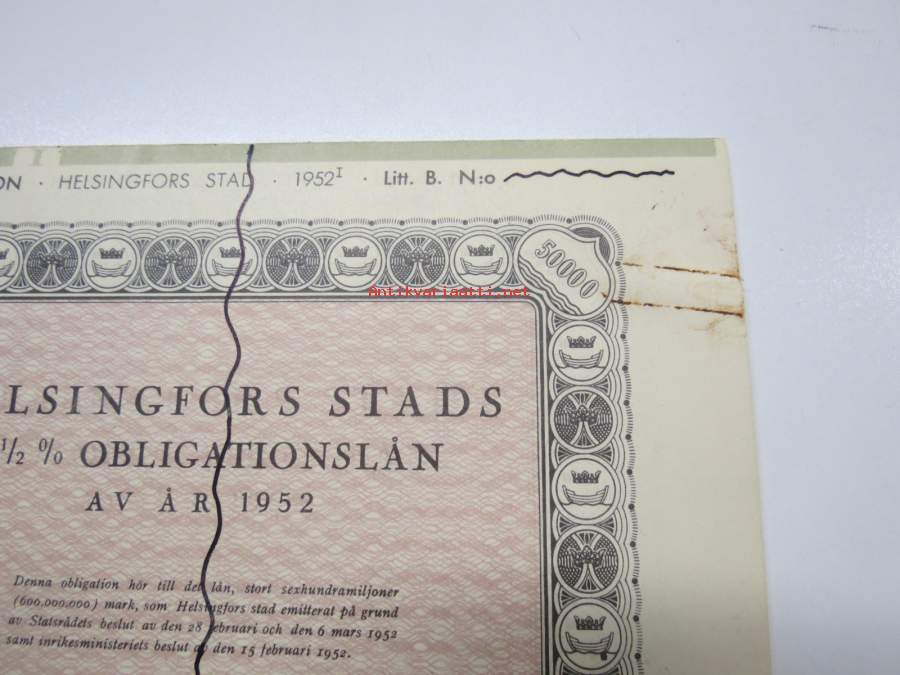 ON · HELSINGFORS STAD · 1952I · Litt. B. N:o
50000
Antikvariaatti.net
LSINGFORS STADS
1/2 % OBLIGATIONSLÅN
AV ÅR 1952
Denna obligation hör till det lån, stort sexhundramiljoner
(600.000.000) mark, som Helsingfors stad emitterat på grund
av Statsrådets beslut av den 28 februari och den 6 mars 1952
samt inrikesministeriets beslut av den 15 februari 1952.